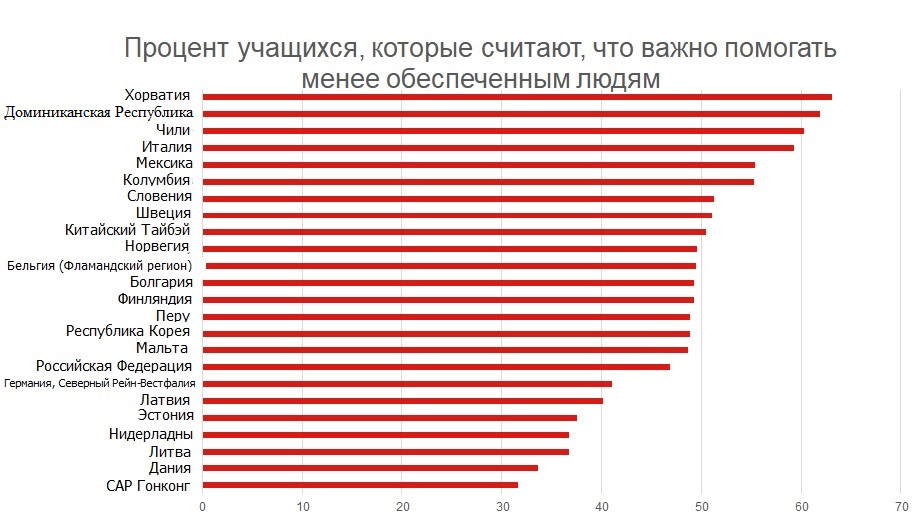 Процент учащихся, которые считают, что важно помогать
менее обеспеченным людям
Хорватия
Доминиканская Республика
Чили
Италия
Мексика
Колумбия
Словения
Швеция
Китайский Тайбэй
Норвегия
Бельгия (Фламандский регион)
Болгария
Финляндия
Перу
Республика Корея
Мальта
Российская Федерация
Германия, Северный Рейн-Вестфалия
Латвия
Эстония
Нидерладны
Литва
Дания
САР Гонконг
0 10 20 30 40 50 60 70